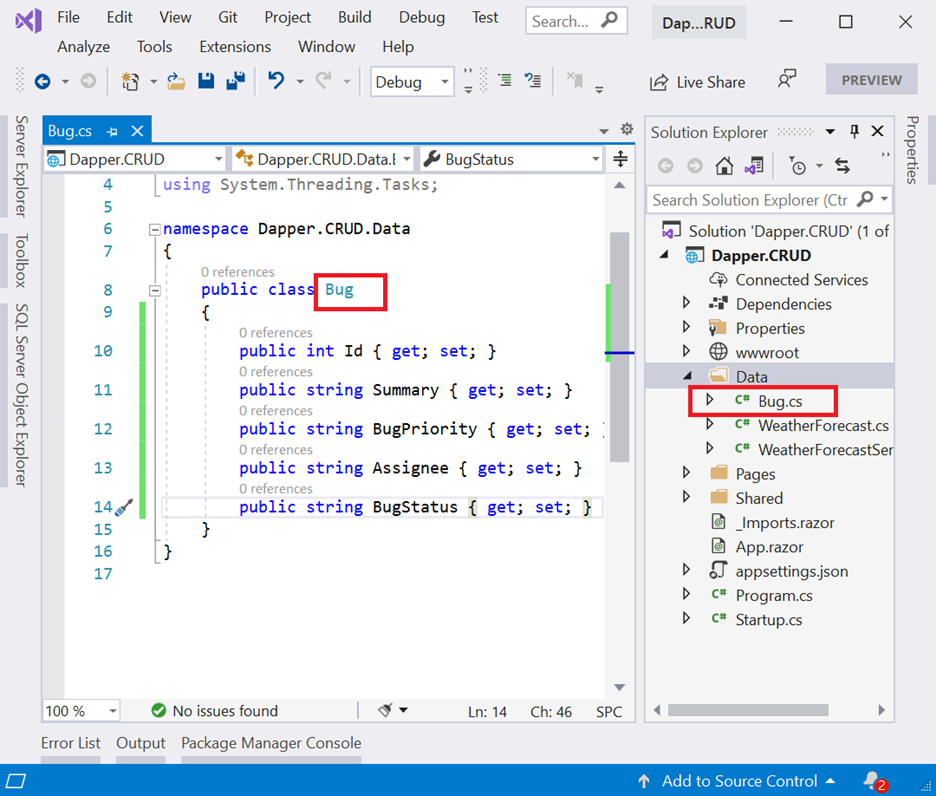 File Edit View Git Project Build Debug Test Search... Dap...RUD
Analyze Tools Extensions Window Help
Debug Live Share PREVIEW
Server Explorer
Toolbox
SQL Server Object Explorer
Bug.cs
Dapper.CRUD Dapper.CRUD.Data. BugStatus
4 using System.Threading.Tasks;
5
6 namespace Dapper.CRUD.Data
7 {
0 references
8 public class Bug
9 {
0 references
10 public int Id { get; set; }
0 references
11 public string Summary { get; set; }
0 references
12 public string BugPriority { get; set; }
0 references
13 public string Assignee { get; set; }
0 references
14 public string BugStatus { get; set; }
15 }
16 }
17
100 % No issues found Ln: 14 Ch: 46 SPC
Solution Explorer
Search Solution Explorer (Ctr
Solution 'Dapper.CRUD' (1 of
Dapper.CRUD
Connected Services
Dependencies
Properties
wwwroot
Data
C# Bug.cs
C# WeatherForecast.cs
C# WeatherForecastSer
Pages
Shared
_Imports.razor
App.razor
appsettings.json
C# Program.cs
C# Startup.cs
Properties
Error List Output Package Manager Console
Add to Source Control 2